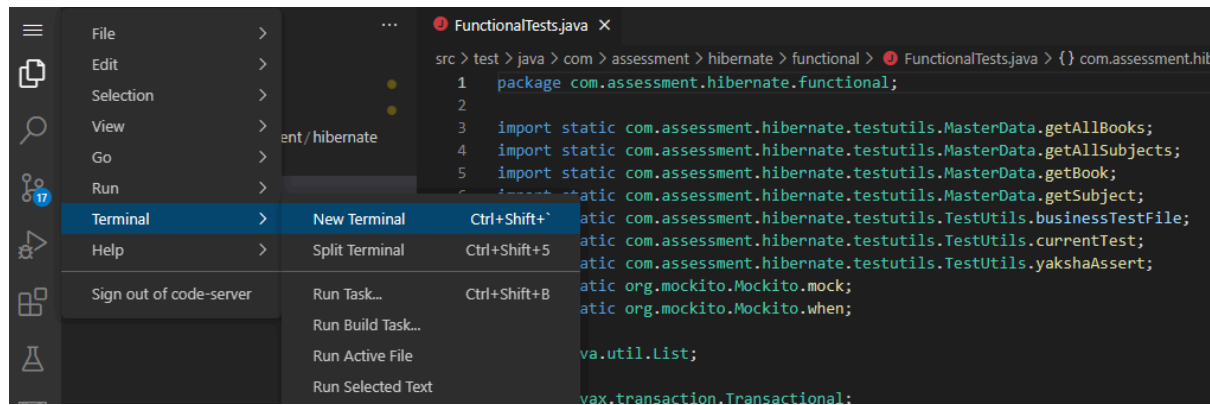 File
Edit
Selection
View
Go
Run
Terminal
Help
Sign out of code-server
17
New Terminal Ctrl+Shift+`
Split Terminal Ctrl+Shift+5
Run Task... Ctrl+Shift+B
Run Build Task...
Run Active File
Run Selected Text
...
ent/hibernate
FunctionalTests.java
src > test > java > com > assessment > hibernate > functional > FunctionalTests.java > {} com.assessment.hib
1 package com.assessment.hibernate.functional;
2
3 import static com.assessment.hibernate.testutils.MasterData.getAllBooks;
4 import static com.assessment.hibernate.testutils.MasterData.getAllSubjects;
5 import static com.assessment.hibernate.testutils.MasterData.getBook;
import static com.assessment.hibernate.testutils.MasterData.getSubject;
atic com.assessment.hibernate.testutils.TestUtils.businessTestFile;
atic com.assessment.hibernate.testutils.TestUtils.currentTest;
atic com.assessment.hibernate.testutils.TestUtils.yakshaAssert;
atic org.mockito.Mockito.mock;
atic org.mockito.Mockito.when;
va.util.List;
vax.transaction.Transactional;